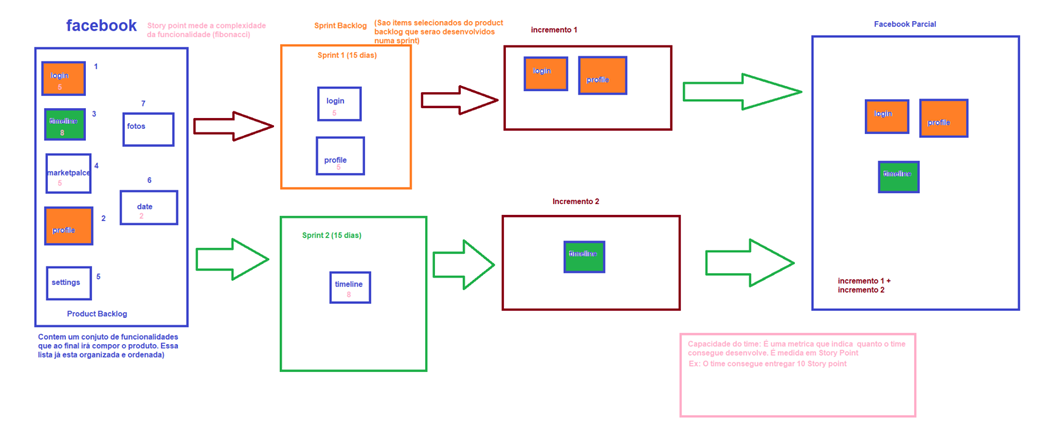 facebook
Story point mede a complexidade
da funcionalidade (fibonacci)
login
5
1
timeline
8
3
marketpalce
5
4
profile
5
2
settings
5
7
fotos
6
date
2
Product Backlog
Contem um conjuto de funcionalidades
que ao final irá compor o produto. Essa
lista já esta organizada e ordenada)
Sprint Backlog
(Sao items selecionados do product
backlog que serao desenvolvidos
numa sprint)
Sprint 1 (15 dias)
login
5
profile
5
Sprint 2 (15 dias)
timeline
8
incremento 1
login
profile
Incremento 2
timeline
Facebook Parcial
login
profile
timeline
incremento 1 +
incremento 2
Capacidade do time: É uma metrica que indica quanto o time
consegue desenvolve. É medida em Story Point
Ex: O time consegue entregar 10 Story point